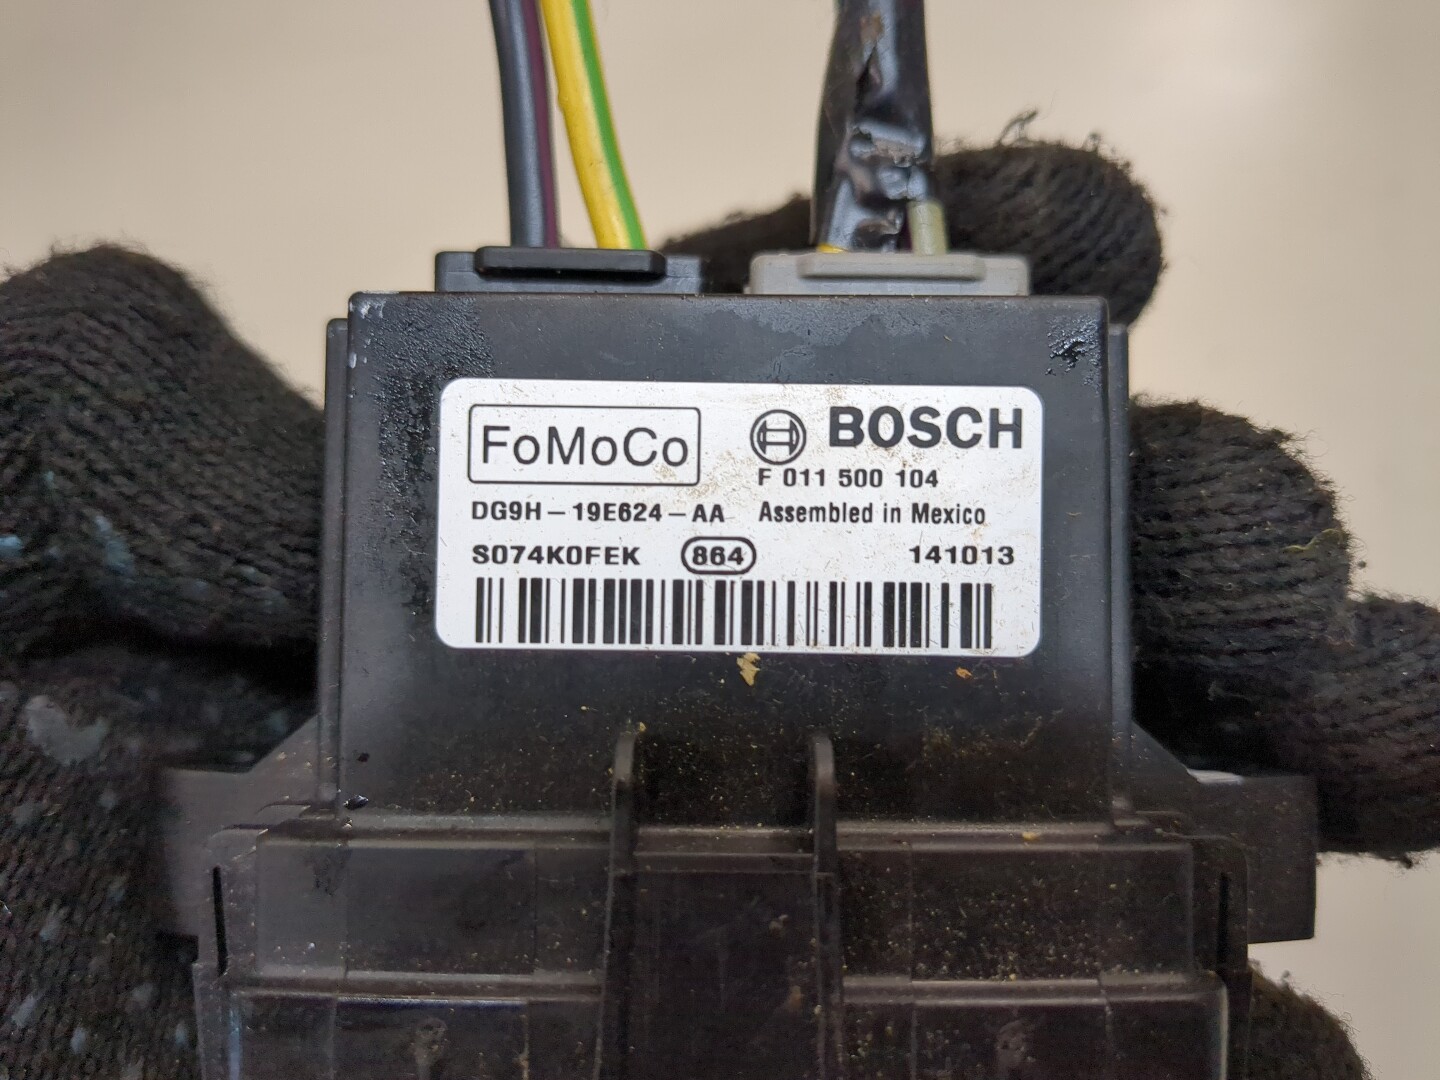 FoMoCo
BOSCH
F 011 500 104
DG9H-19E624-AA Assembled in Mexico
S074K0FEK 864 141013